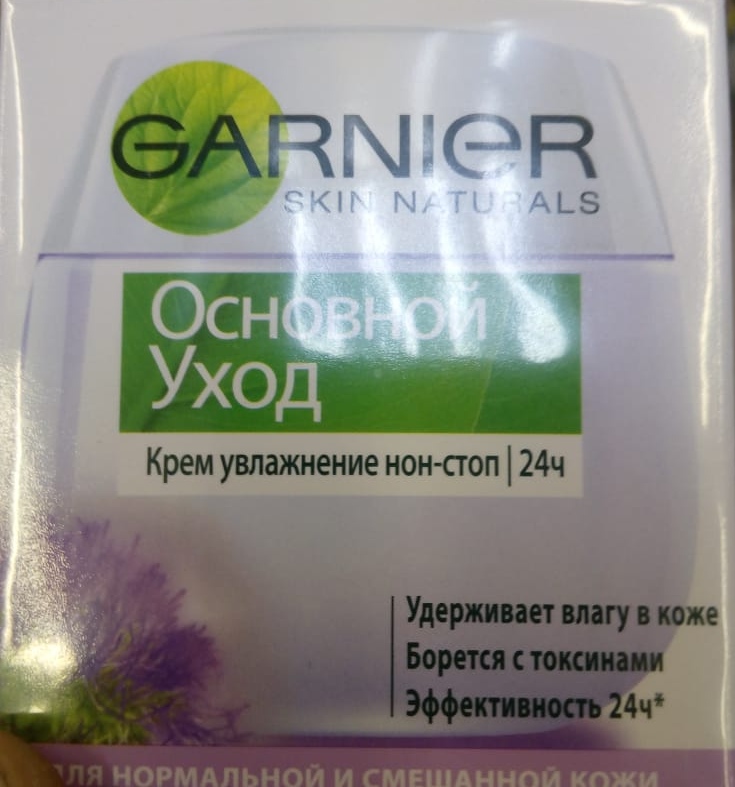 GARNIER
SKIN NATURALS
Основной
Уход
Крем увлажнение нон-стоп | 24ч
Удерживает влагу в коже
Борется с токсинами
Эффективность 24ч*
ДЛЯ НОРМАЛЬНОЙ И СМЕШАННОЙ КОЖИ